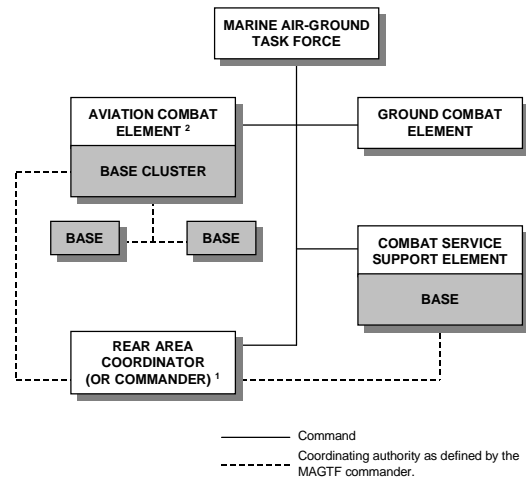 MARINE AIR-GROUND
TASK FORCE
AVIATION COMBAT
ELEMENT ²
BASE CLUSTER
GROUND COMBAT
ELEMENT
BASE
BASE
COMBAT SERVICE
SUPPORT ELEMENT
BASE
REAR AREA
COORDINATOR
(OR COMMANDER) ¹
Command
Coordinating authority as defined by the
MAGTF commander.